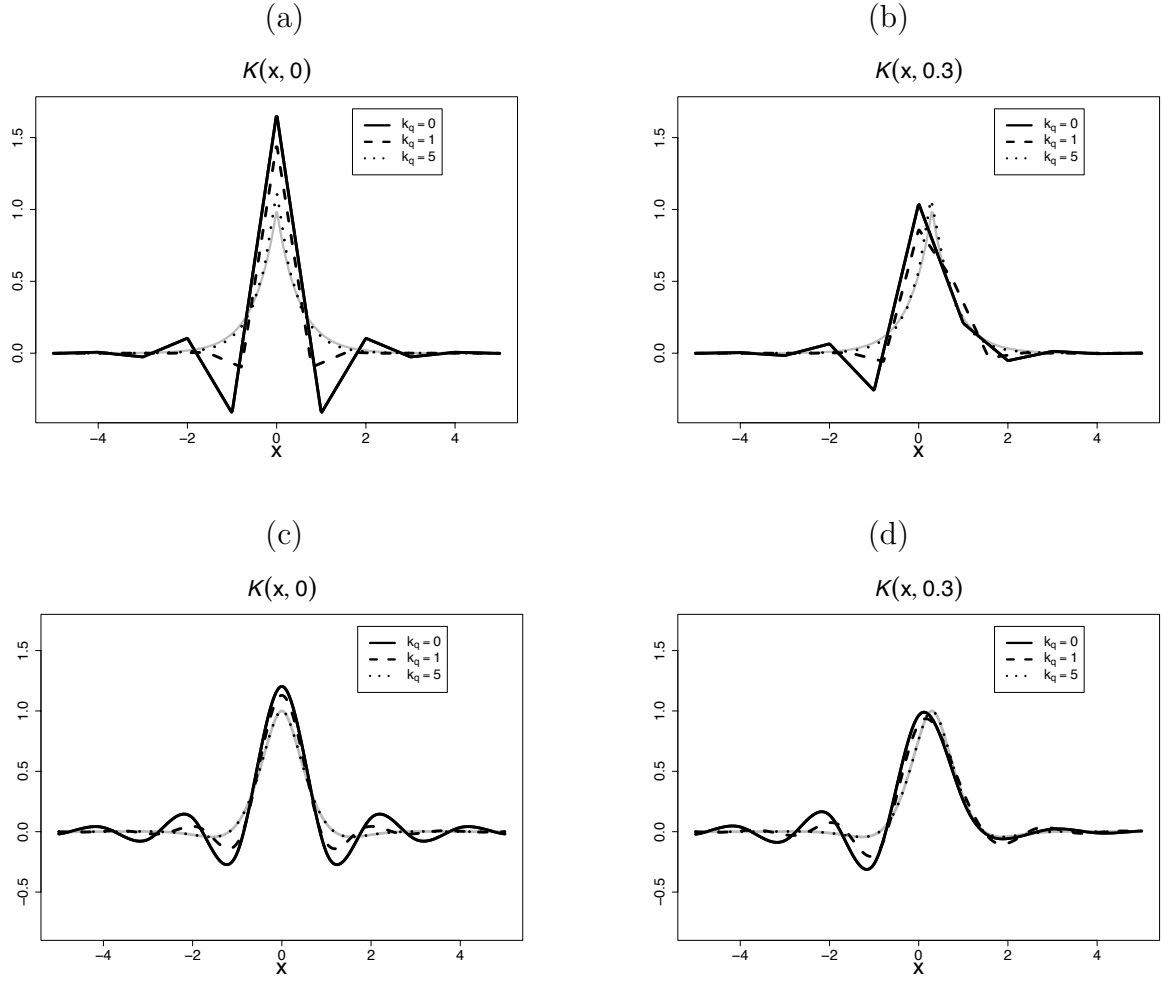 (a)
K(x, 0)
k_q = 0
k_q = 1
k_q = 5
0.0 0.5 1.0 1.5
−4 −2 0 2 4
x
(b)
K(x, 0.3)
k_q = 0
k_q = 1
k_q = 5
0.0 0.5 1.0 1.5
−4 −2 0 2 4
x
(c)
K(x, 0)
k_q = 0
k_q = 1
k_q = 5
−0.5 0.0 0.5 1.0 1.5
−4 −2 0 2 4
x
(d)
K(x, 0.3)
k_q = 0
k_q = 1
k_q = 5
−0.5 0.0 0.5 1.0 1.5
−4 −2 0 2 4
x